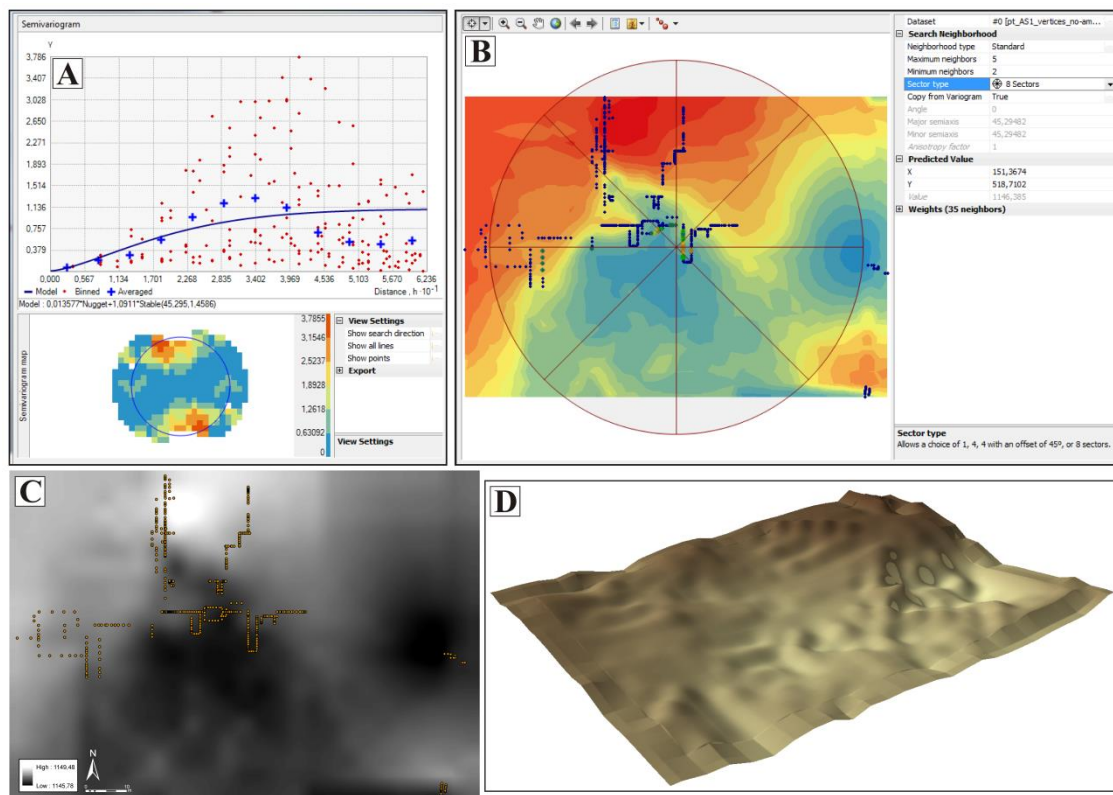 Semivariogram
A
Y
3,786
3,407
3,028
2,650
2,271
1,893
1,514
1,136
0,757
0,379
0,000
0,567
1,134
1,701
2,268
2,835
3,402
3,969
4,536
5,103
5,670
6,236
Model
Binned
Averaged
Distance , h ·10⁻¹
Model : 0,013577*Nugget+1,0911*Stable(45,295,1,4586)
Semivariogram map
3,7855
3,1546
2,5237
1,8928
1,2618
0,63092
0
View Settings
Show search direction
Show all lines
Show points
Export
View Settings
B
Dataset #0 [pt_AS1_vertices_no-am...
Search Neighborhood
Neighborhood type Standard
Maximum neighbors 5
Minimum neighbors 2
Sector type 8 Sectors
Copy from Variogram True
Angle 0
Major semiaxis 45,29482
Minor semiaxis 45,29482
Anisotropy factor 1
Predicted Value
X 151,3674
Y 518,7102
Value 1146,385
Weights (35 neighbors)
Sector type
Allows a choice of 1, 4, 4 with an offset of 45º, or 8 sectors.
C
High : 1149.48
Low : 1145.78
N
D